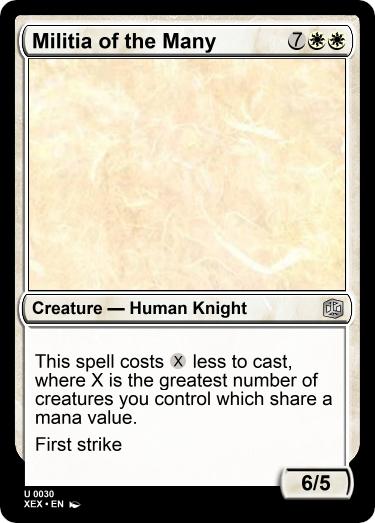 Militia of the Many 7
Creature — Human Knight
This spell costs X less to cast,
where X is the greatest number of
creatures you control which share a
mana value.
First strike
6/5
U 0030
XEX • EN